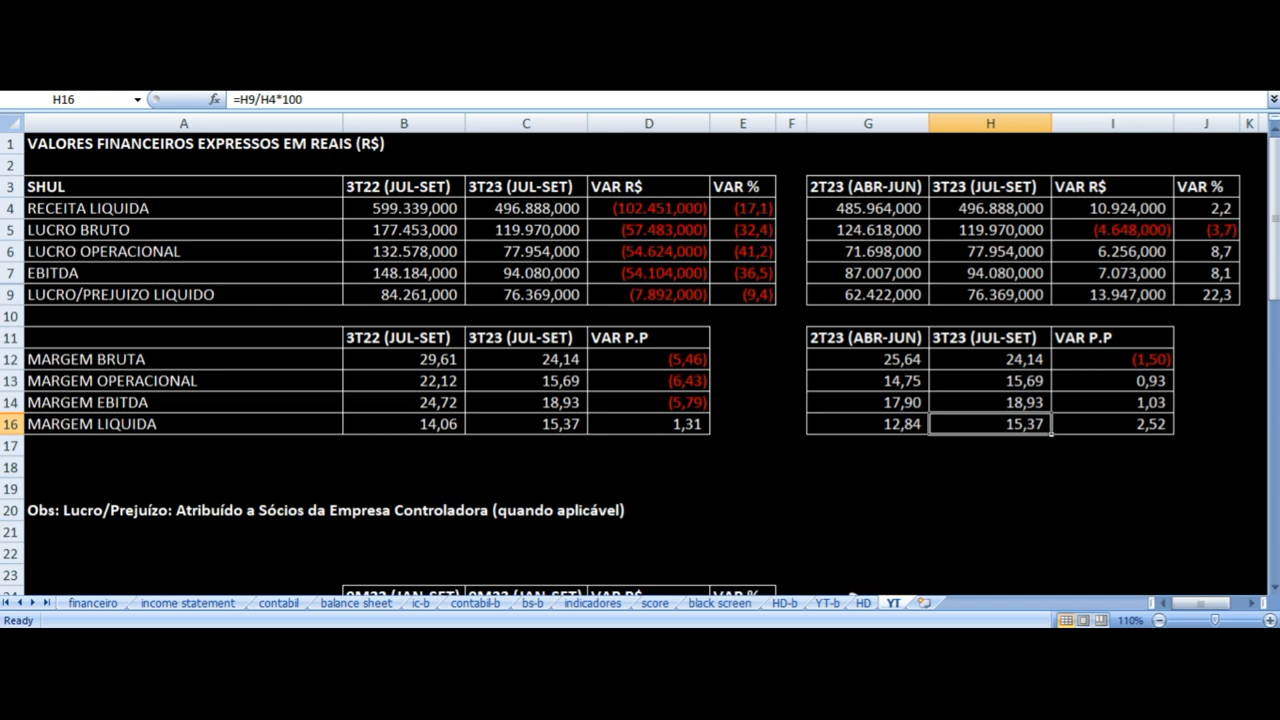 H16 fx =H9/H4*100
A B C D E F G H I J K
1 VALORES FINANCEIROS EXPRESSOS EM REAIS (R$)
2
3 SHUL 3T22 (JUL-SET) 3T23 (JUL-SET) VAR R$ VAR % 2T23 (ABR-JUN) 3T23 (JUL-SET) VAR R$ VAR %
4 RECEITA LIQUIDA 599.339,000 496.888,000 (102.451,000) (17,1) 485.964,000 496.888,000 10.924,000 2,2
5 LUCRO BRUTO 177.453,000 119.970,000 (57.483,000) (32,4) 124.618,000 119.970,000 (4.648,000) (3,7)
6 LUCRO OPERACIONAL 132.578,000 77.954,000 (54.624,000) (41,2) 71.698,000 77.954,000 6.256,000 8,7
7 EBITDA 148.184,000 94.080,000 (54.104,000) (36,5) 87.007,000 94.080,000 7.073,000 8,1
9 LUCRO/PREJUIZO LIQUIDO 84.261,000 76.369,000 (7.892,000) (9,4) 62.422,000 76.369,000 13.947,000 22,3
10
11 3T22 (JUL-SET) 3T23 (JUL-SET) VAR P.P 2T23 (ABR-JUN) 3T23 (JUL-SET) VAR P.P
12 MARGEM BRUTA 29,61 24,14 (5,46) 25,64 24,14 (1,50)
13 MARGEM OPERACIONAL 22,12 15,69 (6,43) 14,75 15,69 0,93
14 MARGEM EBITDA 24,72 18,93 (5,79) 17,90 18,93 1,03
16 MARGEM LIQUIDA 14,06 15,37 1,31 12,84 15,37 2,52
17
18
19
20 Obs: Lucro/Prejuízo: Atribuído a Sócios da Empresa Controladora (quando aplicável)
21
22
23
24 9M22 (JAN-SET) 9M23 (JAN-SET) VAR R$ VAR %
financeiro income statement contabil balance sheet ic-b contabil-b bs-b indicadores score black screen HD-b YT-b HD YT
Ready 110%